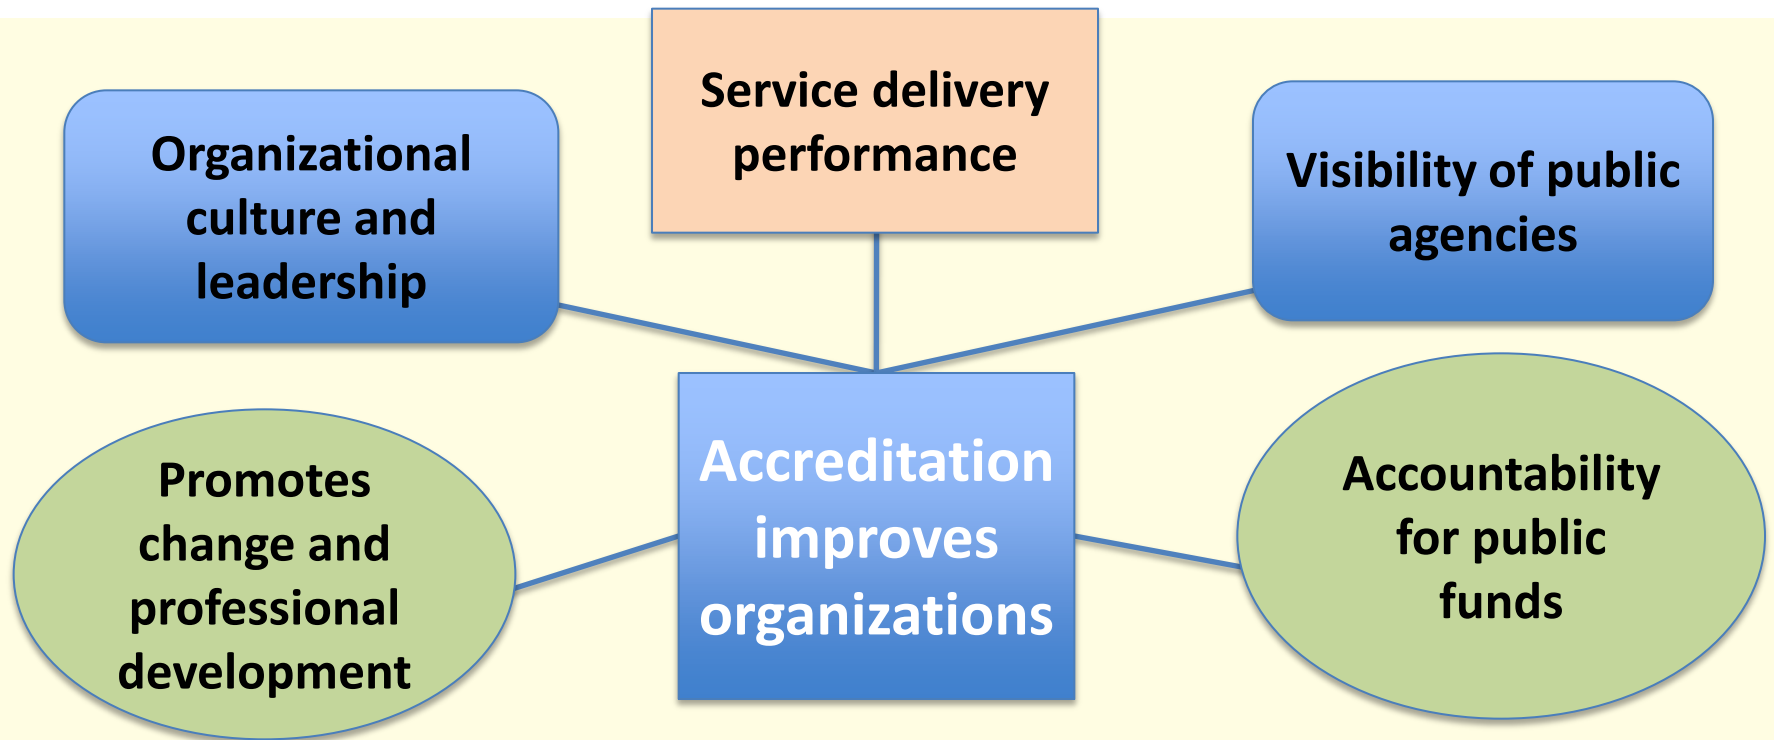 Service delivery
performance
Organizational
culture and
leadership
Visibility of public
agencies
Accreditation
improves
organizations
Promotes
change and
professional
development
Accountability
for public
funds